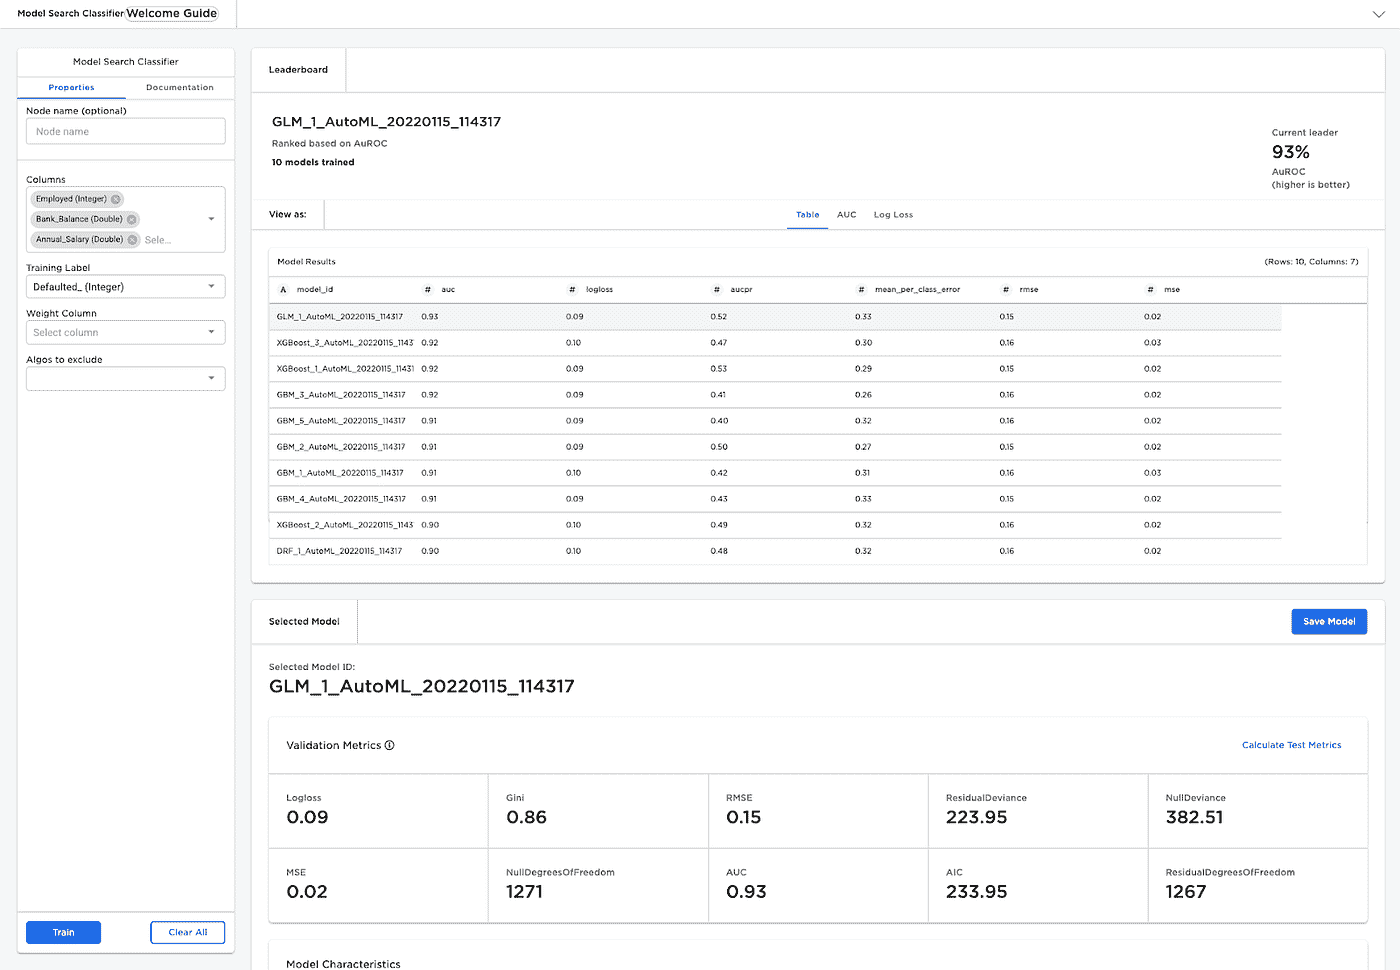 Model Search Classifier Welcome Guide
Model Search Classifier
Properties Documentation
Node name (optional)
Node name
Columns
Employed (Integer)
Bank_Balance (Double)
Annual_Salary (Double) Sele...
Training Label
Defaulted_ (Integer)
Weight Column
Select column
Algos to exclude
Train Clear All
Leaderboard
GLM_1_AutoML_20220115_114317
Ranked based on AuROC
10 models trained
Current leader
93%
AuROC
(higher is better)
View as: Table AUC Log Loss
Model Results (Rows: 10, Columns: 7)
A model_id # auc # logloss # aucpr # mean_per_class_error # rmse # mse
GLM_1_AutoML_20220115_114317 0.93 0.09 0.52 0.33 0.15 0.02
XGBoost_3_AutoML_20220115_1143 0.92 0.10 0.47 0.30 0.16 0.03
XGBoost_1_AutoML_20220115_11431 0.92 0.09 0.53 0.29 0.15 0.02
GBM_3_AutoML_20220115_114317 0.92 0.09 0.41 0.26 0.16 0.02
GBM_5_AutoML_20220115_114317 0.91 0.09 0.40 0.32 0.16 0.02
GBM_2_AutoML_20220115_114317 0.91 0.09 0.50 0.27 0.15 0.02
GBM_1_AutoML_20220115_114317 0.91 0.10 0.42 0.31 0.16 0.03
GBM_4_AutoML_20220115_114317 0.91 0.09 0.43 0.33 0.15 0.02
XGBoost_2_AutoML_20220115_1143 0.90 0.10 0.49 0.32 0.16 0.02
DRF_1_AutoML_20220115_114317 0.90 0.10 0.48 0.32 0.16 0.02
Selected Model Save Model
Selected Model ID:
GLM_1_AutoML_20220115_114317
Validation Metrics Calculate Test Metrics
Logloss Gini RMSE ResidualDeviance NullDeviance
0.09 0.86 0.15 223.95 382.51
MSE NullDegreesOfFreedom AUC AIC ResidualDegreesOfFreedom
0.02 1271 0.93 233.95 1267
Model Characteristics